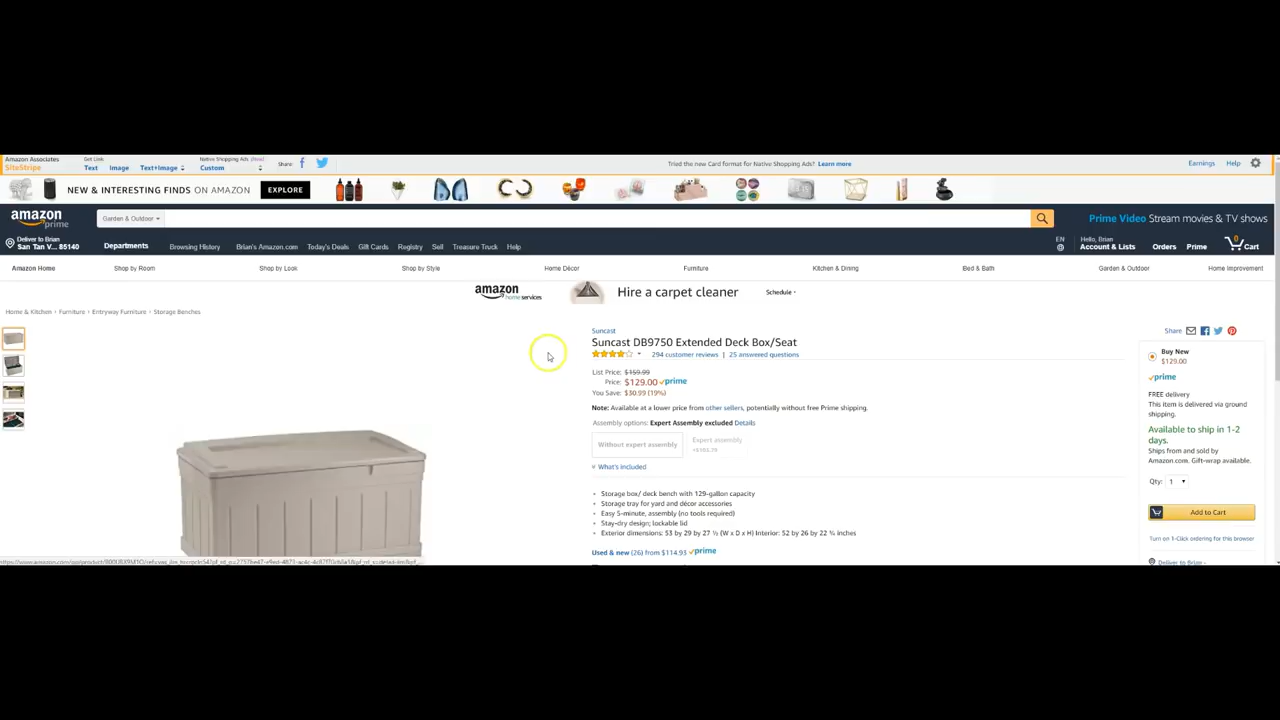 Amazon Associates
SiteStripe
Get Link
Text Image Text+Image
Native Shopping Ads
Custom
Share:
Tried the new Card format for Native Shopping Ads? Learn more
Earnings Help
NEW & INTERESTING FINDS ON AMAZON EXPLORE
amazon
prime
Garden & Outdoor
Prime Video Stream movies & TV shows
Deliver to Brian
San Tan V... 85140
Departments
Browsing History Brian's Amazon.com Today's Deals Gift Cards Registry Sell Treasure Truck Help
EN
Hello, Brian
Account & Lists
Orders
Prime
0
Cart
Amazon Home Shop by Room Shop by Look Shop by Style Home Décor Furniture Kitchen & Dining Bed & Bath Garden & Outdoor Home Improvement
amazon
home services
Hire a carpet cleaner
Schedule ›
Home & Kitchen › Furniture › Entryway Furniture › Storage Benches
Suncast
Suncast DB9750 Extended Deck Box/Seat
294 customer reviews | 25 answered questions
List Price: $159.99
Price: $129.00 prime
You Save: $30.99 (19%)
Note: Available at a lower price from other sellers, potentially without free Prime shipping.
Assembly options: Expert Assembly excluded Details
Without expert assembly
Expert assembly
What's included
Storage box/ deck bench with 129-gallon capacity
Storage tray for yard and décor accessories
Easy 5-minute, assembly (no tools required)
Stay-dry design; lockable lid
Exterior dimensions: 53 by 29 by 27 ½ (W x D x H) Interior: 52 by 26 by 22 ¾ inches
Used & new (26) from $114.93 prime
Share
Buy New
$129.00
prime
FREE delivery
This item is delivered via ground
shipping.
Available to ship in 1-2
days.
Ships from and sold by
Amazon.com. Gift-wrap available.
Qty: 1
Add to Cart
Turn on 1-Click ordering for this browser
Deliver to Brian -